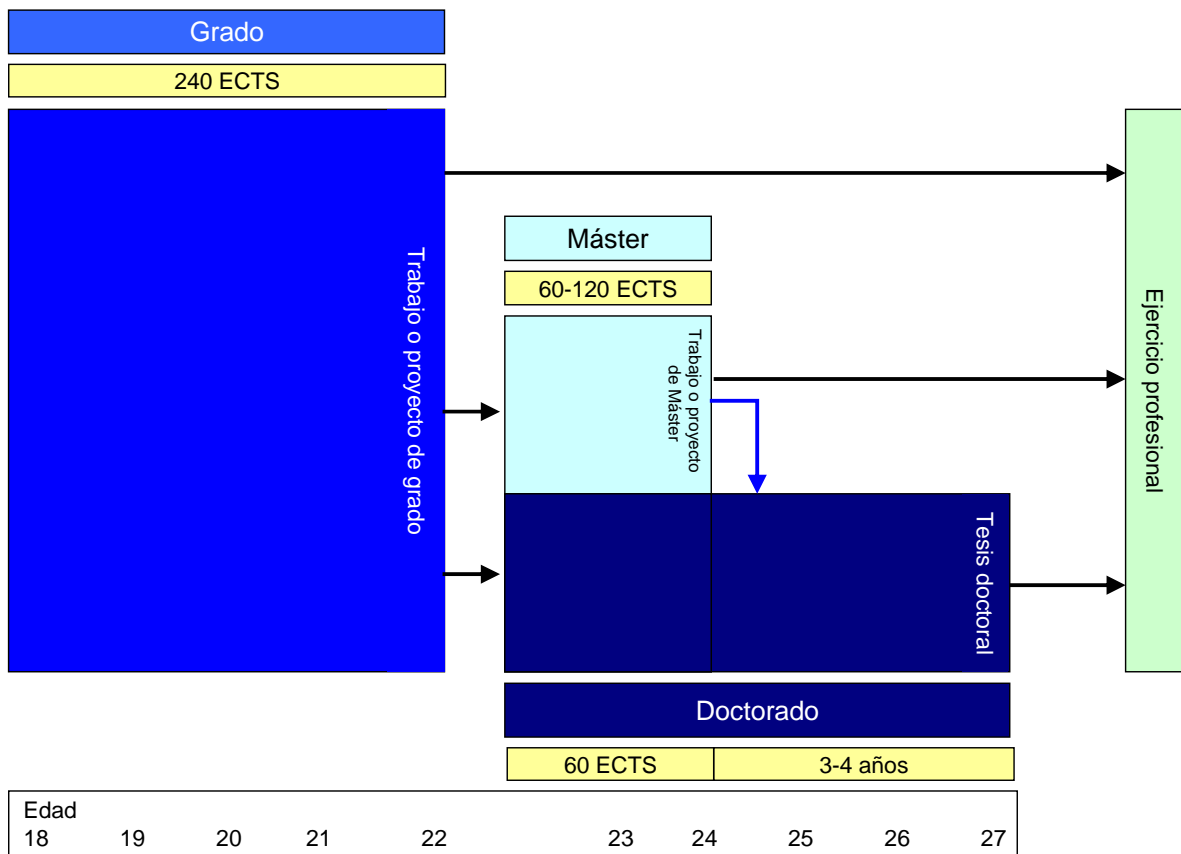 Grado
240 ECTS
Trabajo o proyecto de grado
Máster
60-120 ECTS
Trabajo o proyecto
de Máster
Ejercicio profesional
Tesis doctoral
Doctorado
60 ECTS
3-4 años
Edad
18 19 20 21 22 23 24 25 26 27